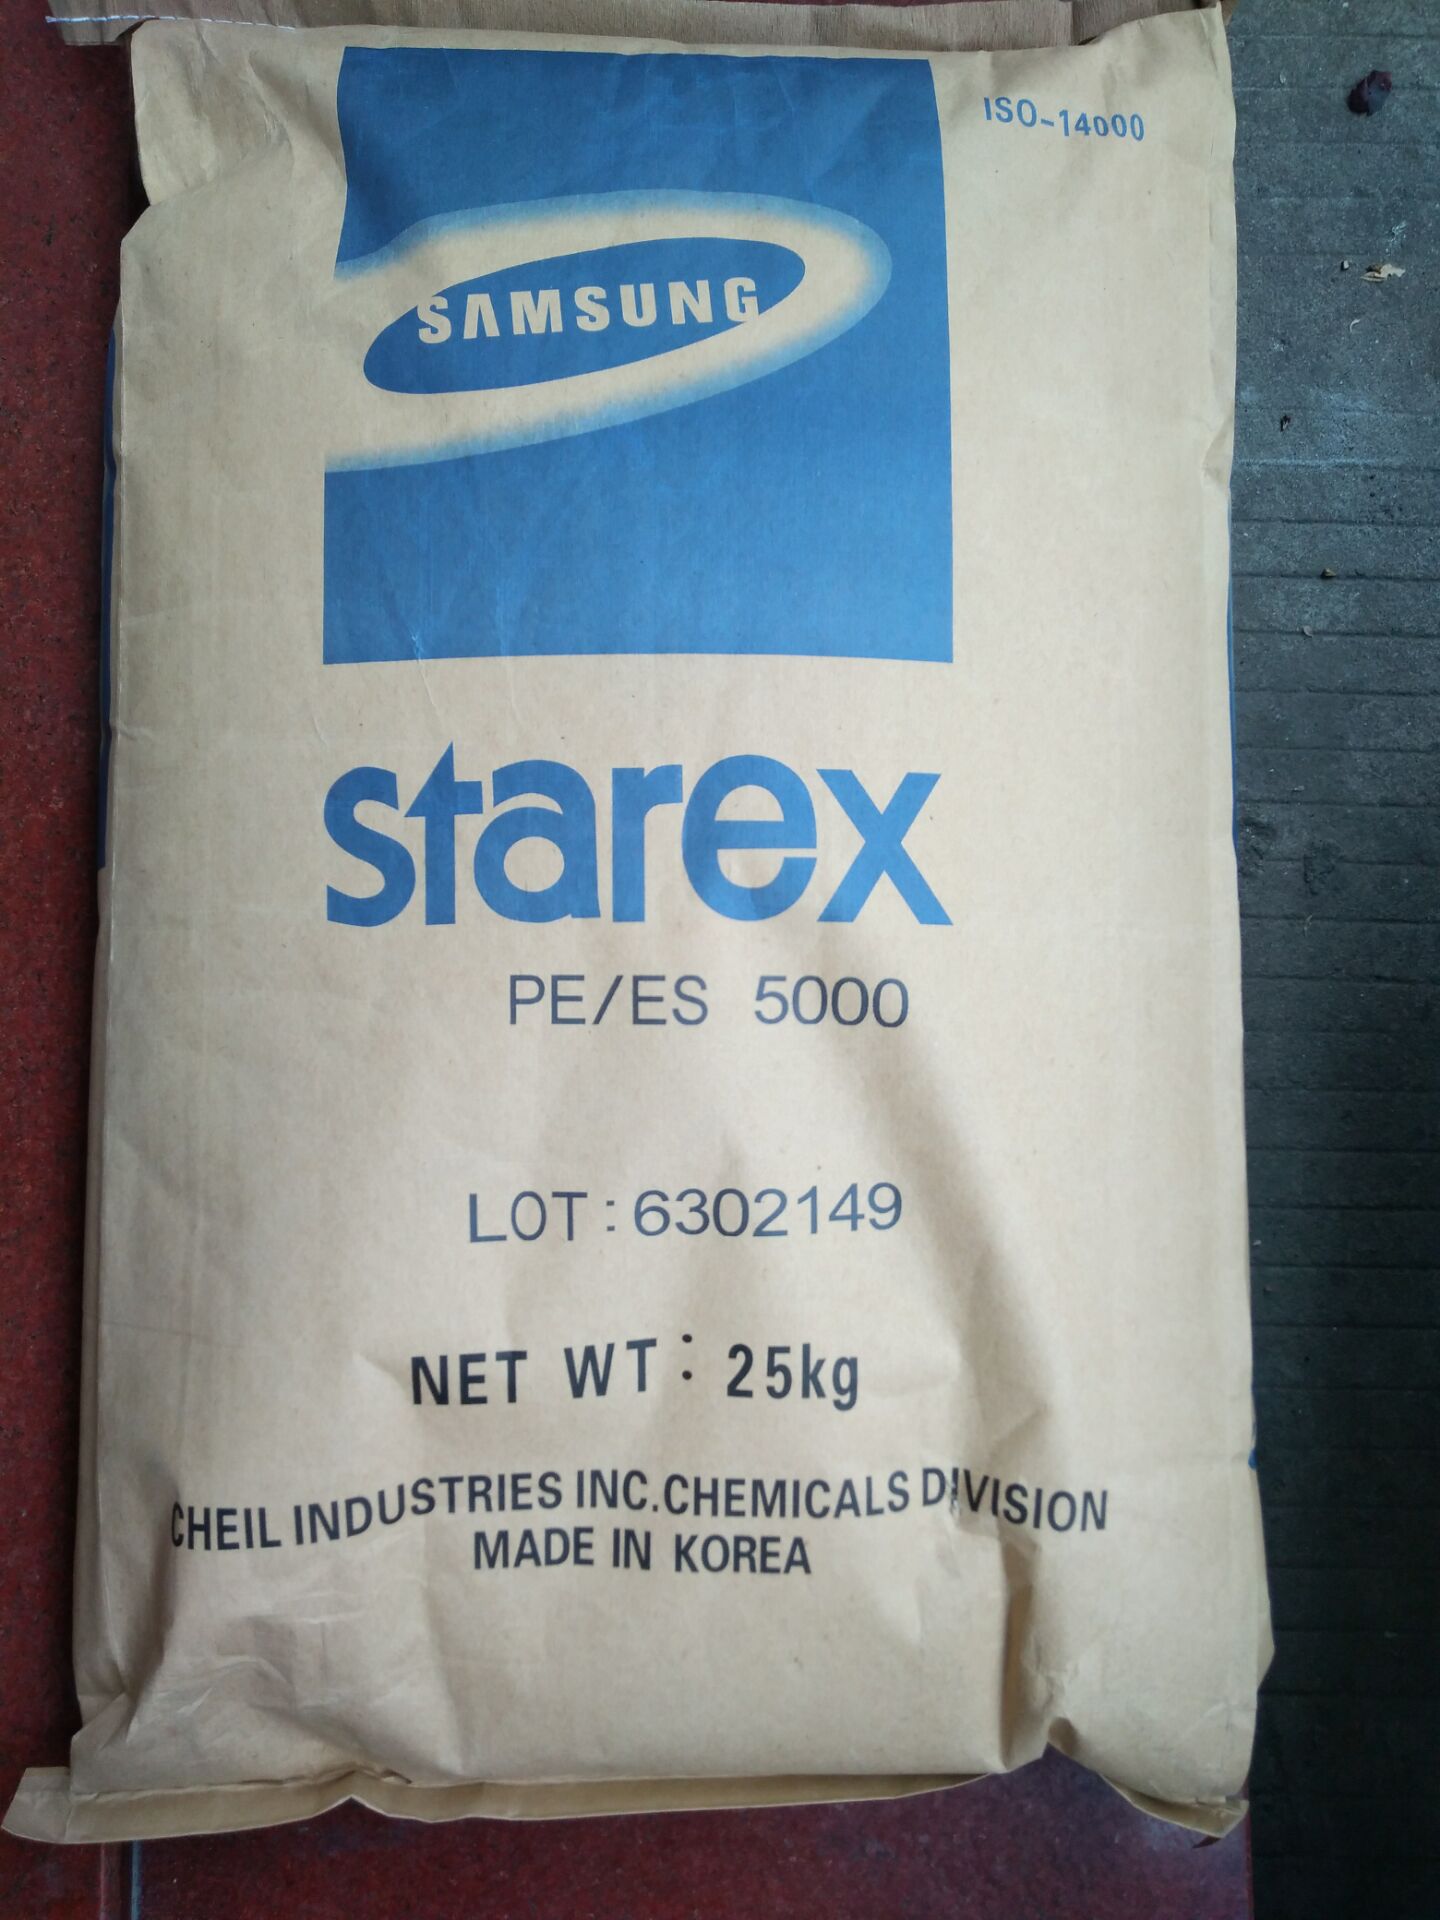 ISO-14000
SAMSUNG
starex
PE/ES 5000
LOT:6302149
NET WT: 25kg
CHEIL INDUSTRIES INC.CHEMICALS DIVISION
MADE IN KOREA